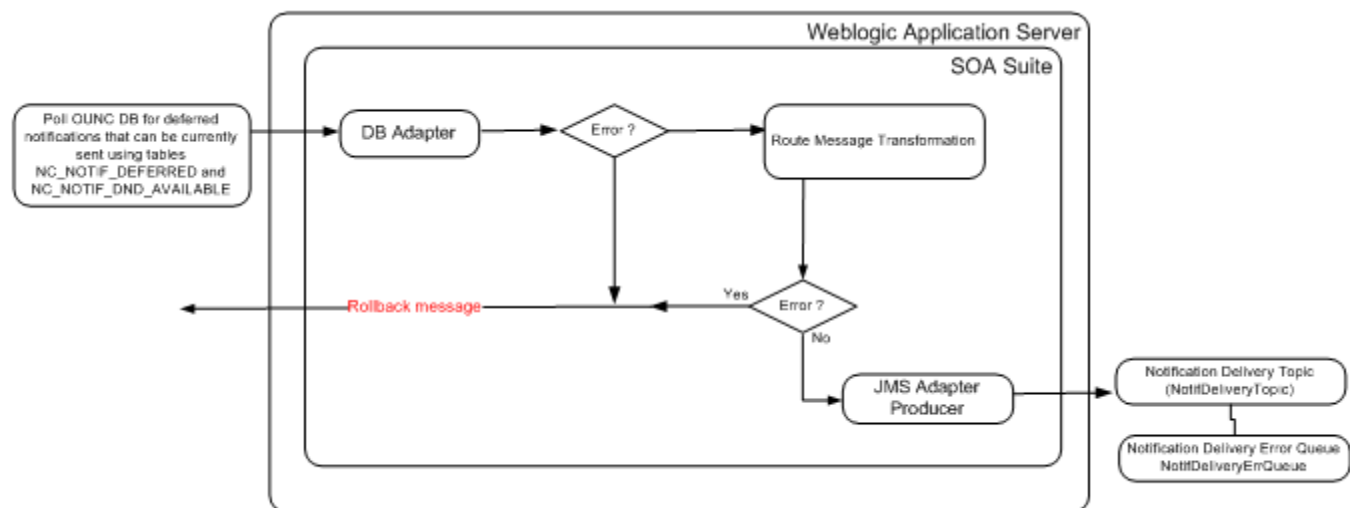 Weblogic Application Server
SOA Suite
Poll OUNC DB for deferred
notifications that can be currently
sent using tables
NC_NOTIF_DEFERRED and
NC_NOTIF_DND_AVAILABLE
DB Adapter
Error ?
Route Message Transformation
Rollback message
Yes
Error ?
No
JMS Adapter
Producer
Notification Delivery Topic
(NotifDeliveryTopic)
Notification Delivery Error Queue
NotifDeliveryErrQueue